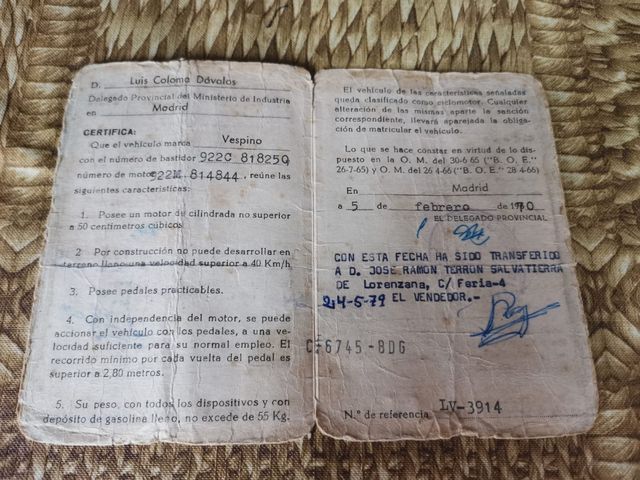 D. Luis Coloma Dávalos
Delegado Provincial del Ministerio de Industria
en Madrid
CERTIFICA:
Que el vehículo marca Vespino
con el número de bastidor 922C 818250
número de motor 922M 814844, reúne las
siguientes características:
1. Posee un motor de cilindrada no superior
a 50 centímetros cúbicos.
2 Por construcción no puede desarrollar en
terreno llano una velocidad superior a 40 Km/h.
3. Posee pedales practicables.
4. Con independencia del motor, se puede
accionar el vehículo con los pedales, a una ve-
locidad suficiente para su normal empleo. El
recorrido mínimo por cada vuelta del pedal es
superior a 2,80 metros.
5. Su peso, con todos los dispositivos y con
depósito de gasolina lleno, no excede de 55 Kg.
El vehículo de las características señaladas
queda clasificado como ciclomotor. Cualquier
alteración de las mismas aparte la sanción
correspondiente, llevará aparejada la obliga-
ción de matricular el vehículo.
Lo que se hace constar en virtud de lo dis-
puesto en la O. M. del 30-6 65 ("B. O. E."
26-7-65) y O. M. del 26 4-66 ("B. O. E." 28 4-66)
En Madrid
a 5 de febrero de 1970
EL DELEGADO PROVINCIAL
CON ESTA FECHA HA SIDO TRANSFERIDO
A D. JOSE RAMON TERRON SALVATIERRA
DE Lorenzana, C/ Feria-4
24-5-79 EL VENDEDOR.-
6745-BDG
N.º de referencia LV-3914